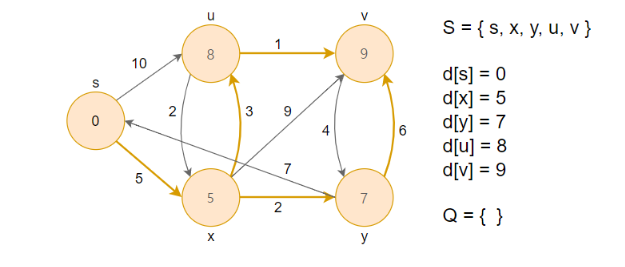 u
v
S = { s, x, y, u, v }
8
1
9
10
s
d[s] = 0
d[x] = 5
d[y] = 7
d[u] = 8
d[v] = 9
0
2
3
9
4
6
5
7
5
2
7
Q = { }
x
y